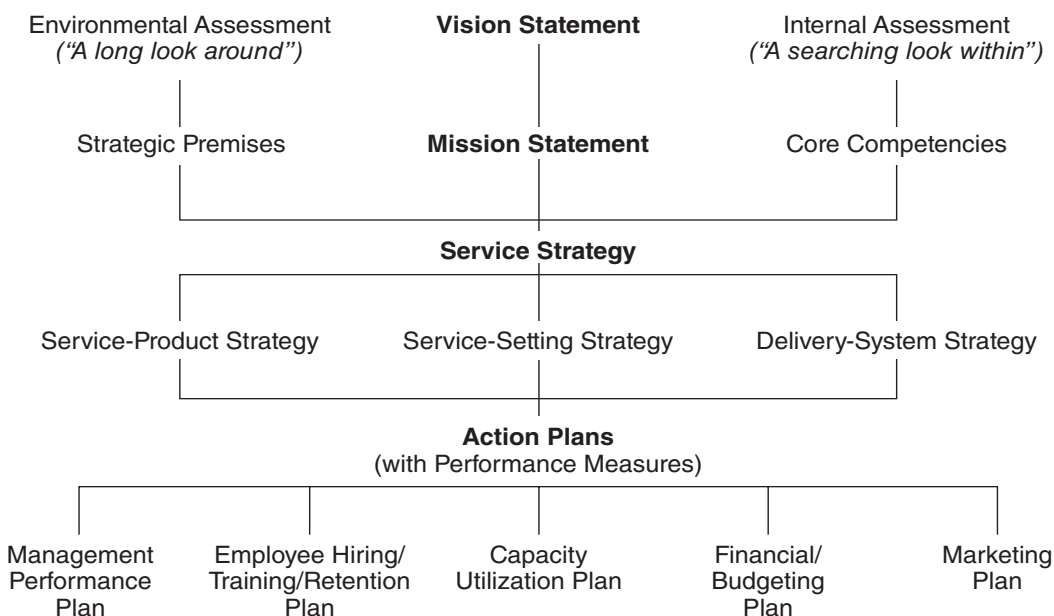 Environmental Assessment
("A long look around")
Vision Statement
Internal Assessment
("A searching look within")
Strategic Premises
Mission Statement
Core Competencies
Service Strategy
Service-Product Strategy
Service-Setting Strategy
Delivery-System Strategy
Action Plans
(with Performance Measures)
Management
Performance
Plan
Employee Hiring/
Training/Retention
Plan
Capacity
Utilization Plan
Financial/
Budgeting
Plan
Marketing
Plan